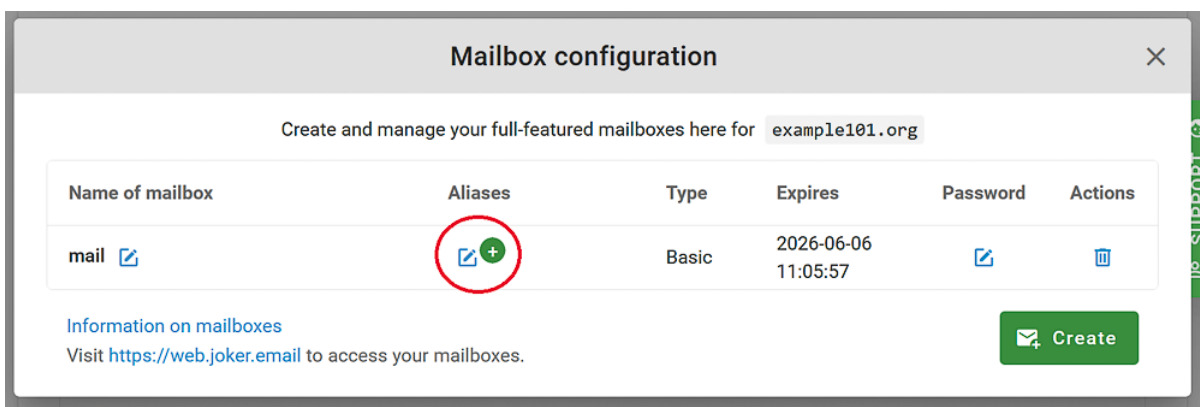 Mailbox configuration
Create and manage your full-featured mailboxes here for example101.org
Name of mailbox Aliases Type Expires Password Actions
mail Basic 2026-06-06
11:05:57
Information on mailboxes
Visit https://web.joker.email to access your mailboxes.
Create
SUPPORT